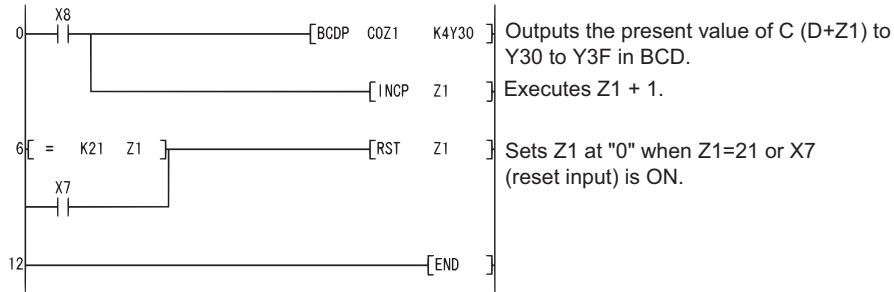 X8
0 [BCDP C0Z1 K4Y30 ] Outputs the present value of C (D+Z1) to
Y30 to Y3F in BCD.
[INCP Z1 ] Executes Z1 + 1.
6 [ = K21 Z1 ] [RST Z1 ] Sets Z1 at "0" when Z1=21 or X7
(reset input) is ON.
X7
12 [END ]